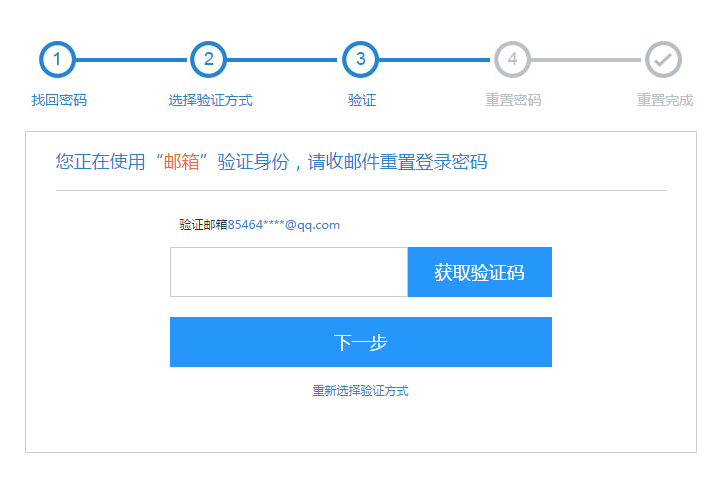 1 2 3 4
找回密码 选择验证方式 验证 重置密码 重置完成
您正在使用“邮箱”验证身份，请收邮件重置登录密码
验证邮箱85464****@qq.com
获取验证码
下一步
重新选择验证方式